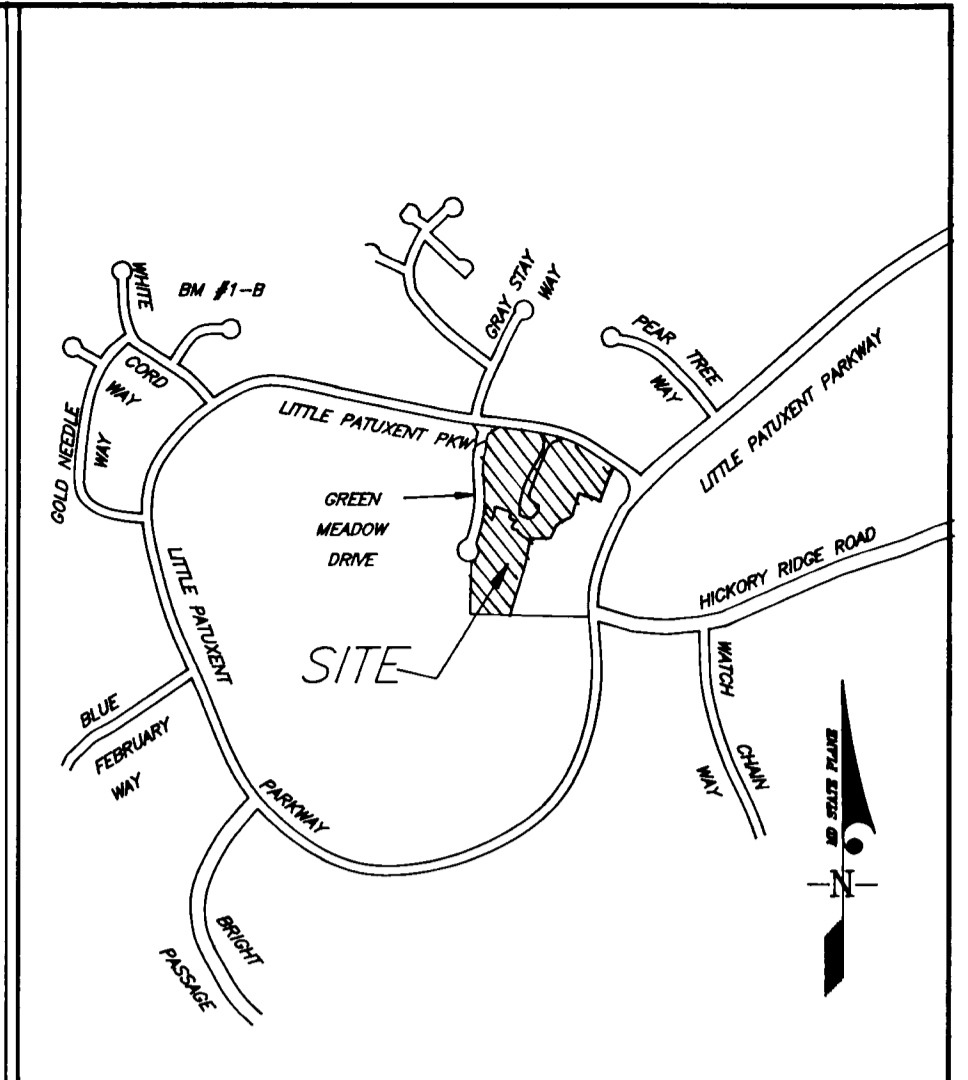 GRAY STAY
WAY
WHITE
CORD
WAY
BM #1-B
PEAR TREE
WAY
LITTLE PATUXENT PKW
LITTLE PATUXENT PARKWAY
GOLD NEEDLE
WAY
GREEN
MEADOW
DRIVE
HICKORY RIDGE ROAD
LITTLE PATUXENT
PARKWAY
SITE
WATCH
CHAIN
WAY
BLUE
FEBRUARY
WAY
MD STATE PLANE
N
BRIGHT
PASSAGE